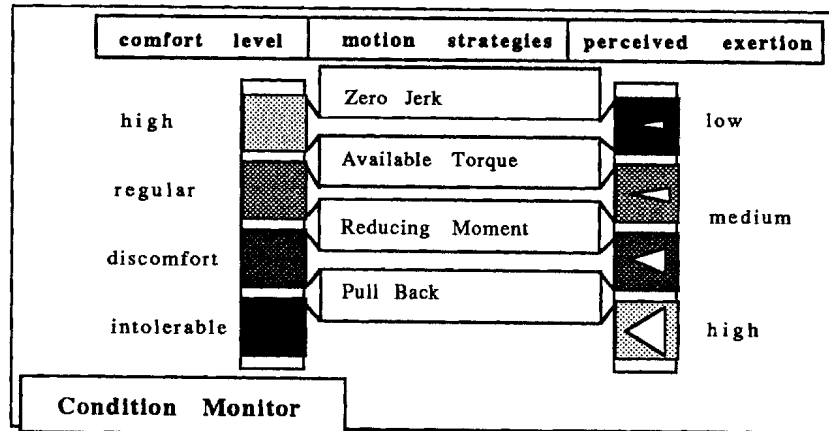 comfort level motion strategies perceived exertion
Zero Jerk
high low
Available Torque
regular
medium
Reducing Moment
discomfort
Pull Back
intolerable high
Condition Monitor